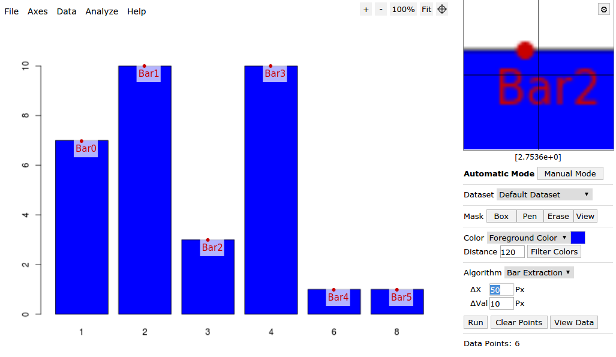 File Axes Data Analyze Help
+ - 100% Fit
Bar2
[2.7536e+0]
Automatic Mode Manual Mode
Dataset Default Dataset
Mask Box Pen Erase View
Color Foreground Color
Distance 120 Filter Colors
Algorithm Bar Extraction
ΔX 50 Px
ΔVal 10 Px
Run Clear Points View Data
Data Points: 6
10
8
6
4
2
0
Bar0 Bar1 Bar2 Bar3 Bar4 Bar5
1 2 3 4 6 8